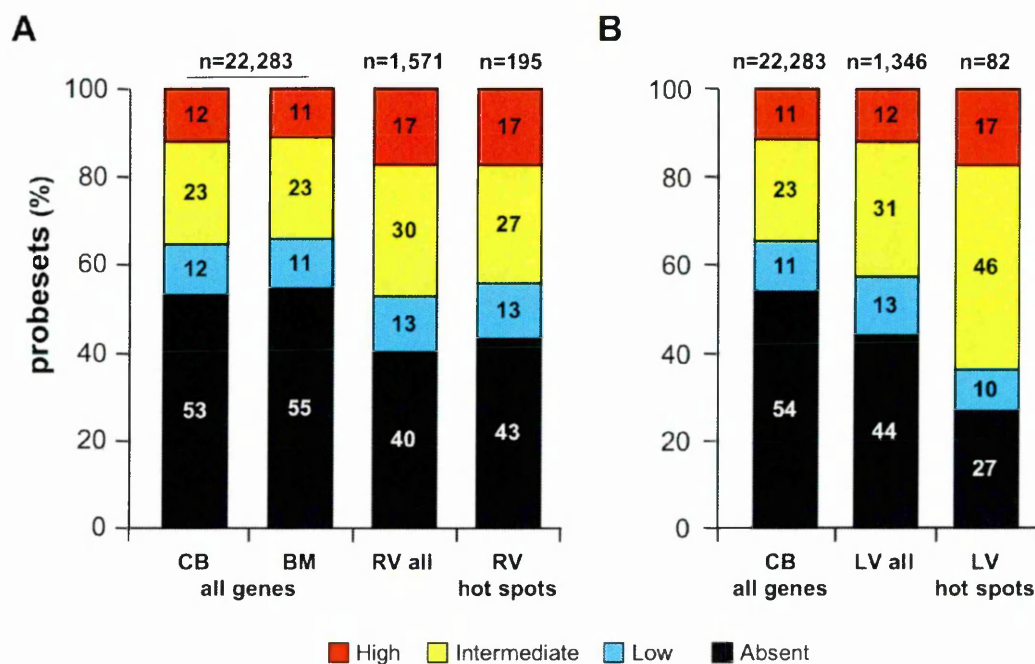 A
n=22,283 n=1,571 n=195
probesets (%)
100
80
60
40
20
0
12 11 17 17
23 23 30 27
12 11 13 13
53 55 40 43
CB BM RV all RV
all genes hot spots
B
n=22,283 n=1,346 n=82
100
80
60
40
20
0
11 12 17
23 31 46
11 13 10
54 44 27
CB LV all LV
all genes hot spots
High Intermediate Low Absent